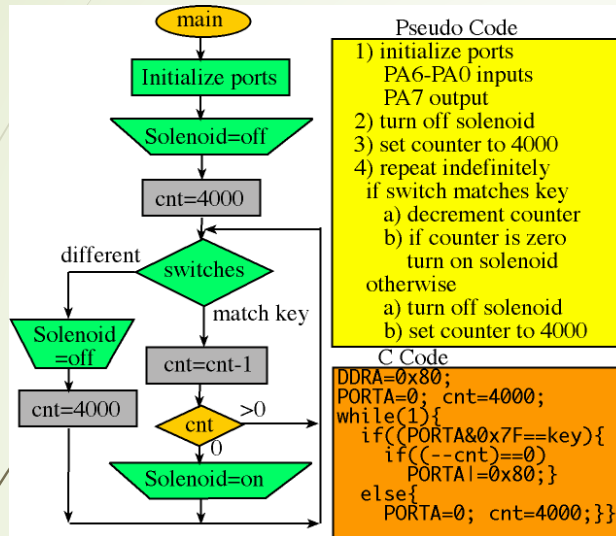 main
Initialize ports
Solenoid=off
cnt=4000
different
switches
match key
Solenoid
=off
cnt=4000
cnt=cnt-1
cnt
>0
0
Solenoid=on
Pseudo Code
1) initialize ports
PA6-PA0 inputs
PA7 output
2) turn off solenoid
3) set counter to 4000
4) repeat indefinitely
if switch matches key
a) decrement counter
b) if counter is zero
turn on solenoid
otherwise
a) turn off solenoid
b) set counter to 4000
C Code
DDRA=0x80;
PORTA=0; cnt=4000;
while(1){
if((PORTA&0x7F==key){
if((--cnt)==0)
PORTA|=0x80;}
else{
PORTA=0; cnt=4000;}}